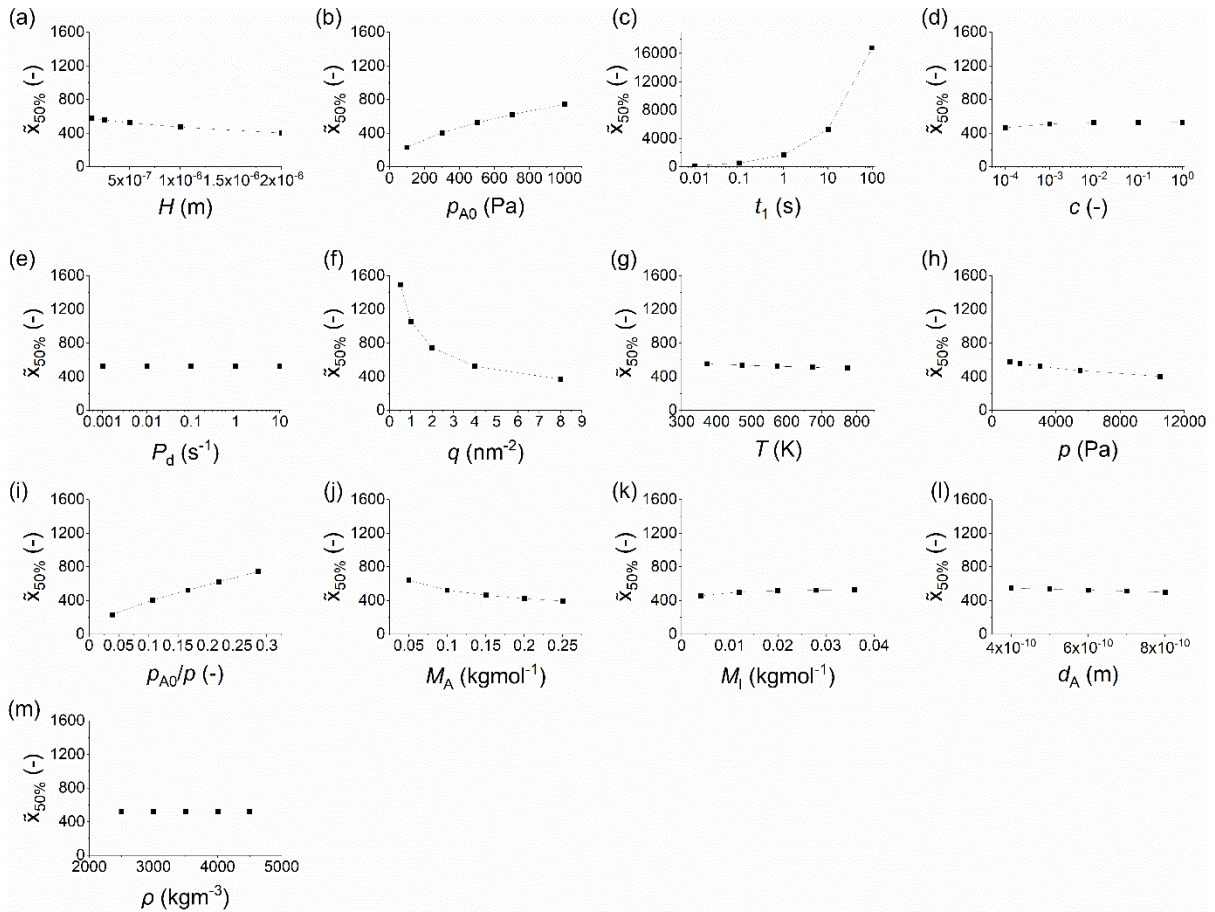 (a)
1600
1200
800
400
0
x̃50% (-)
5x10-7 1x10-6 1.5x10-6 2x10-6
H (m)
(b)
1600
1200
800
400
0
x̃50% (-)
0 200 400 600 800 1000
pA0 (Pa)
(c)
16000
12000
8000
4000
0
x̃50% (-)
0.01 0.1 1 10 100
t1 (s)
(d)
1600
1200
800
400
0
x̃50% (-)
10-4 10-3 10-2 10-1 100
c (-)
(e)
1600
1200
800
400
0
x̃50% (-)
0.001 0.01 0.1 1 10
Pd (s-1)
(f)
1600
1200
800
400
0
x̃50% (-)
0 1 2 3 4 5 6 7 8 9
q (nm-2)
(g)
1600
1200
800
400
0
x̃50% (-)
300 400 500 600 700 800
T (K)
(h)
1600
1200
800
400
0
x̃50% (-)
0 4000 8000 12000
p (Pa)
(i)
1600
1200
800
400
0
x̃50% (-)
0 0.05 0.1 0.15 0.2 0.25 0.3
pA0/p (-)
(j)
1600
1200
800
400
0
x̃50% (-)
0.05 0.1 0.15 0.2 0.25
MA (kgmol-1)
(k)
1600
1200
800
400
0
x̃50% (-)
0 0.01 0.02 0.03 0.04
MI (kgmol-1)
(l)
1600
1200
800
400
0
x̃50% (-)
4x10-10 6x10-10 8x10-10
dA (m)
(m)
1600
1200
800
400
0
x̃50% (-)
2000 3000 4000 5000
ρ (kgm-3)